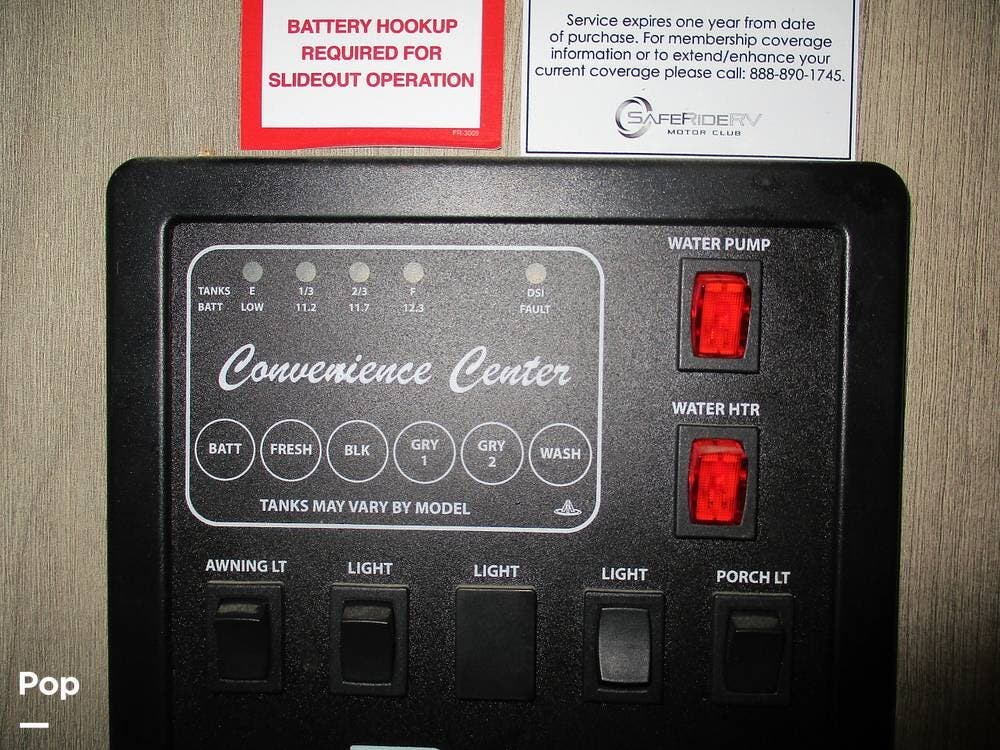 BATTERY HOOKUP
REQUIRED FOR
SLIDEOUT OPERATION
FR-3009
Service expires one year from date
of purchase. For membership coverage
information or to extend/enhance your
current coverage please call: 888-890-1745.
SAFERIDERV
MOTOR CLUB
WATER PUMP
TANKS E 1/3 2/3 F DSI
BATT LOW 11.2 11.7 12.3 FAULT
Convenience Center
WATER HTR
BATT FRESH BLK GRY 1 GRY 2 WASH
TANKS MAY VARY BY MODEL
AWNING LT LIGHT LIGHT LIGHT PORCH LT
Pop